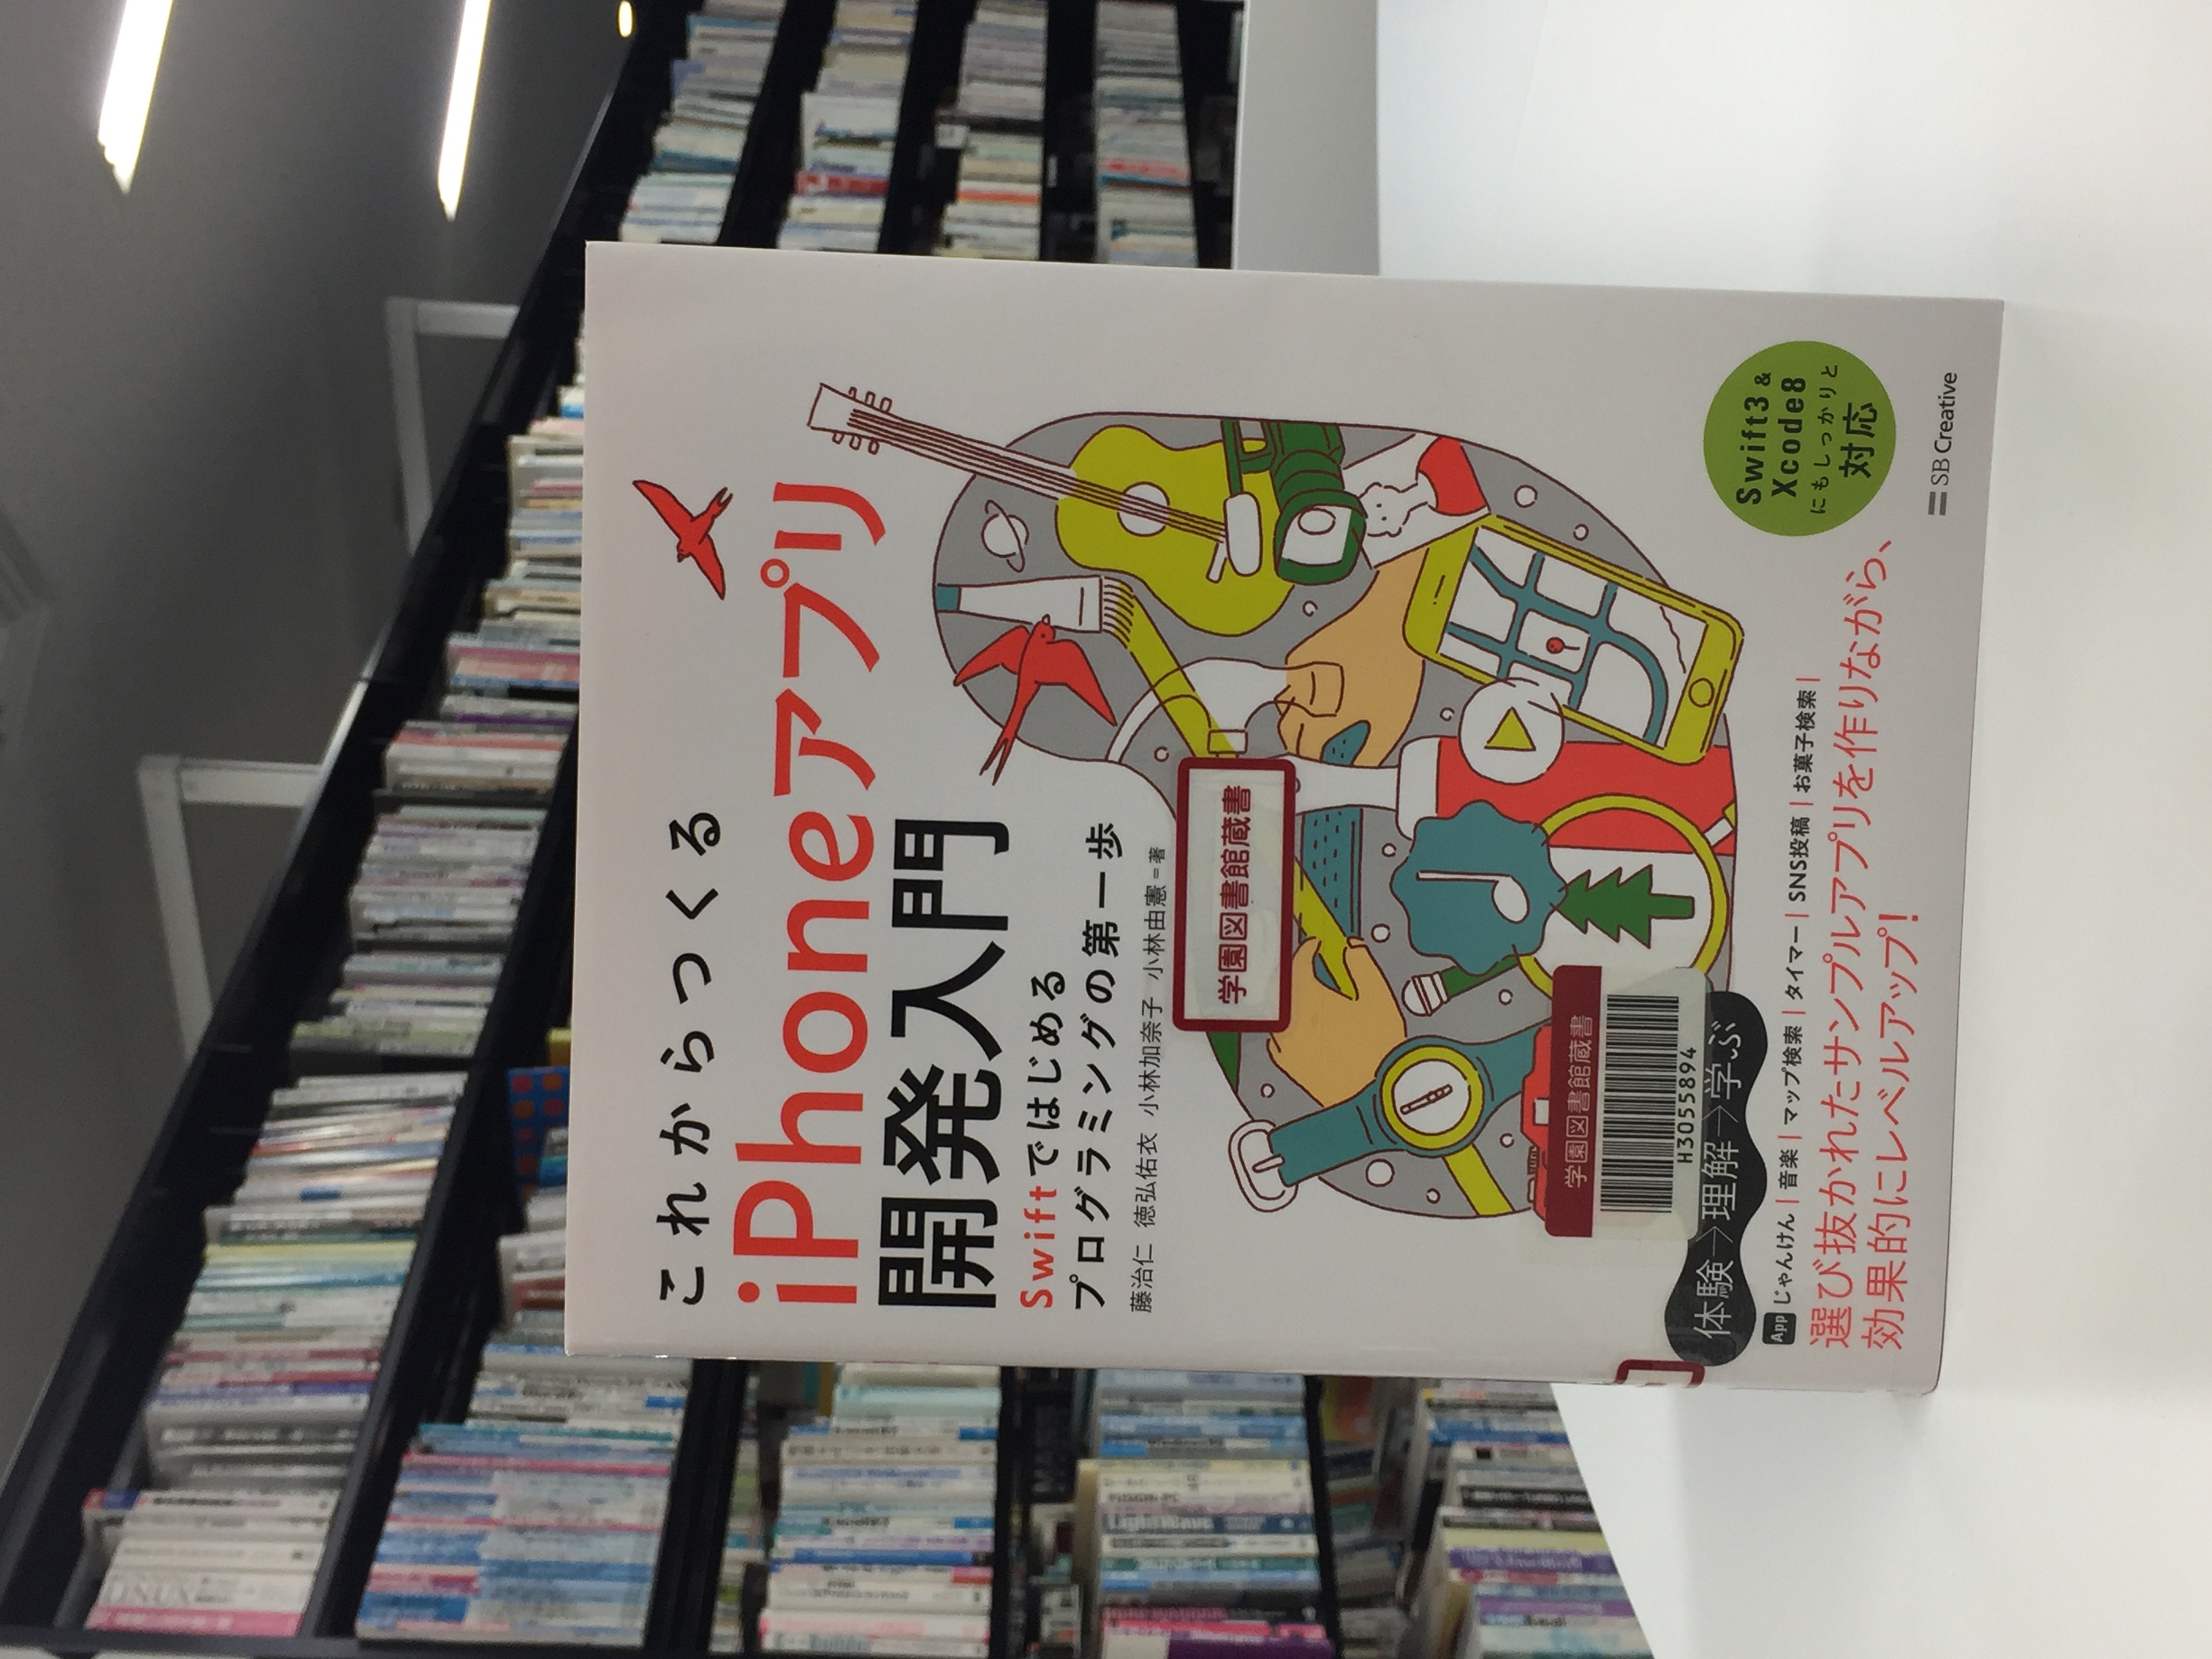 これからつくる
iPhoneアプリ
開発入門
Swiftではじめる
プログラミングの第一歩
藤治仁 徳弘佑衣 小林加奈子 小林由憲=著
学園図書館蔵書
学園図書館蔵書
H3055894
体験→理解→学ぶ
App じゃんけん|音楽|マップ検索|タイマー|SNS投稿|お菓子検索|
選び抜かれたサンプルアプリを作りながら、
効果的にレベルアップ!
Swift3 &
Xcode8
にもしっかりと
対応
SB Creative